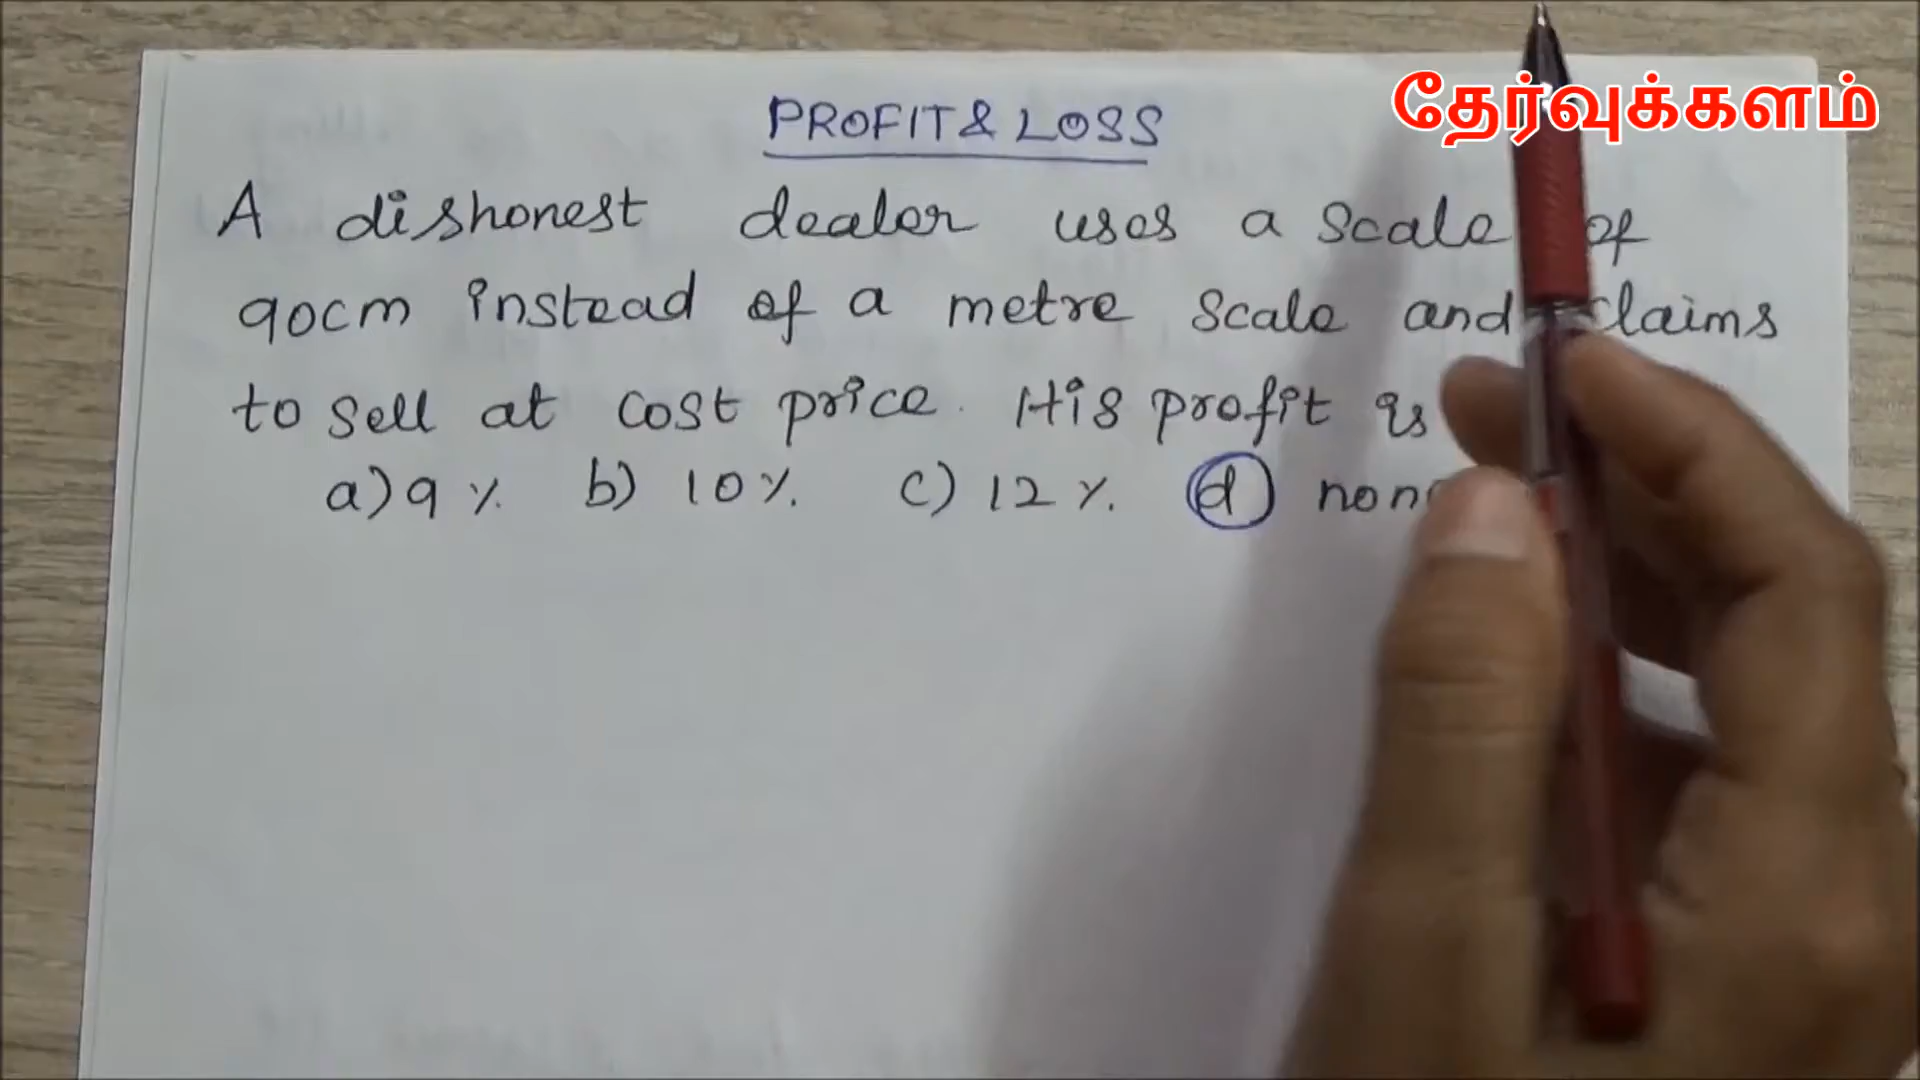 தேர்வுக்களம்
PROFIT & LOSS
A dishonest dealer uses a scale of
90cm instead of a metre scale and claims
to sell at cost price. His profit is
a) 9 % b) 10 %. c) 12 %. d)